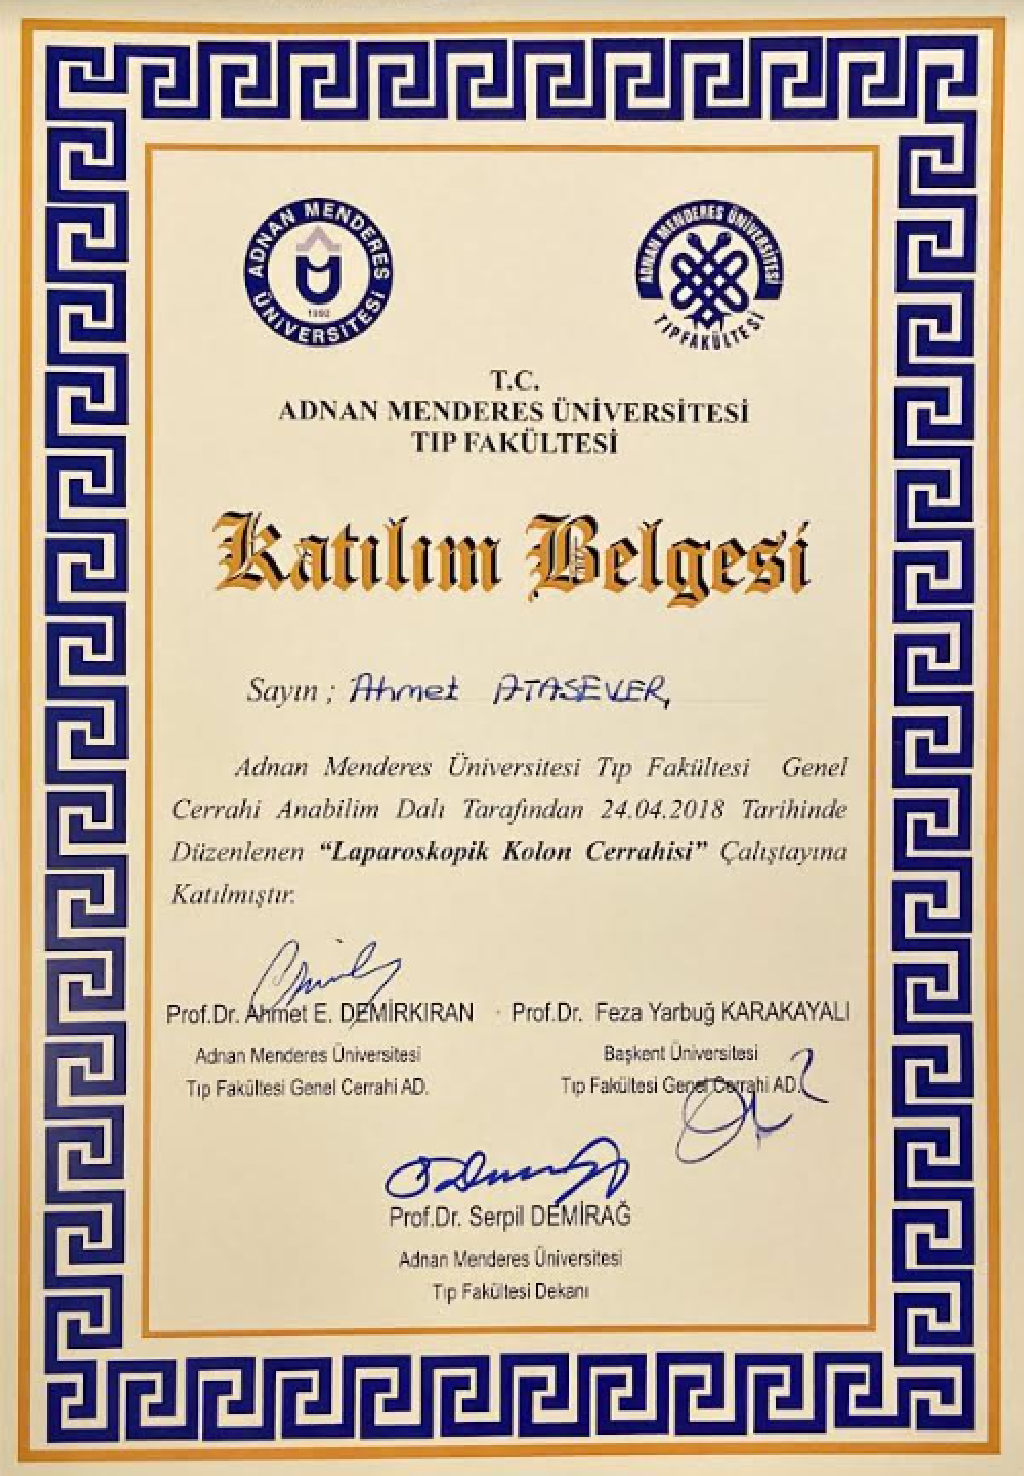 ADNAN MENDERES ÜNİVERSİTESİ
1992
ADNAN MENDERES ÜNİVERSİTESİ
TIP FAKÜLTESİ
T.C.
ADNAN MENDERES ÜNİVERSİTESİ
TIP FAKÜLTESİ
Katılım Belgesi
Sayın ; Ahmet ATASEVER,
Adnan Menderes Üniversitesi Tıp Fakültesi Genel
Cerrahi Anabilim Dalı Tarafından 24.04.2018 Tarihinde
Düzenlenen “Laparoskopik Kolon Cerrahisi” Çalıştayına
Katılmıştır.
Prof.Dr. Ahmet E. DEMİRKIRAN
Prof.Dr. Feza Yarbuğ KARAKAYALI
Adnan Menderes Üniversitesi
Başkent Üniversitesi
Tıp Fakültesi Genel Cerrahi AD.
Tıp Fakültesi Genel Cerrahi AD.
Prof.Dr. Serpil DEMİRAĞ
Adnan Menderes Üniversitesi
Tıp Fakültesi Dekanı